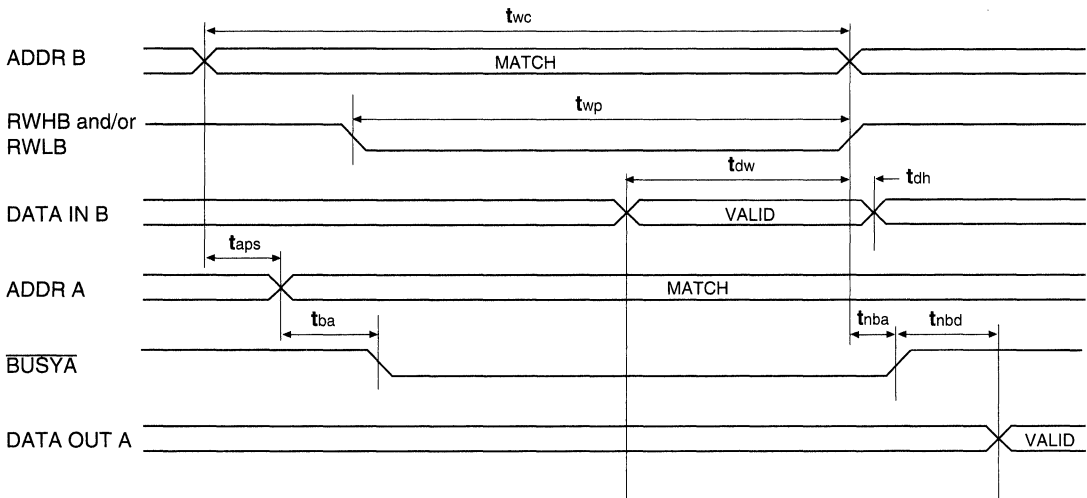 twc
ADDR B
MATCH
twp
RWHB and/or
RWLB
tdw
tdh
DATA IN B
VALID
taps
ADDR A
MATCH
tba
tnba
tnbd
BUSYA
DATA OUT A
VALID